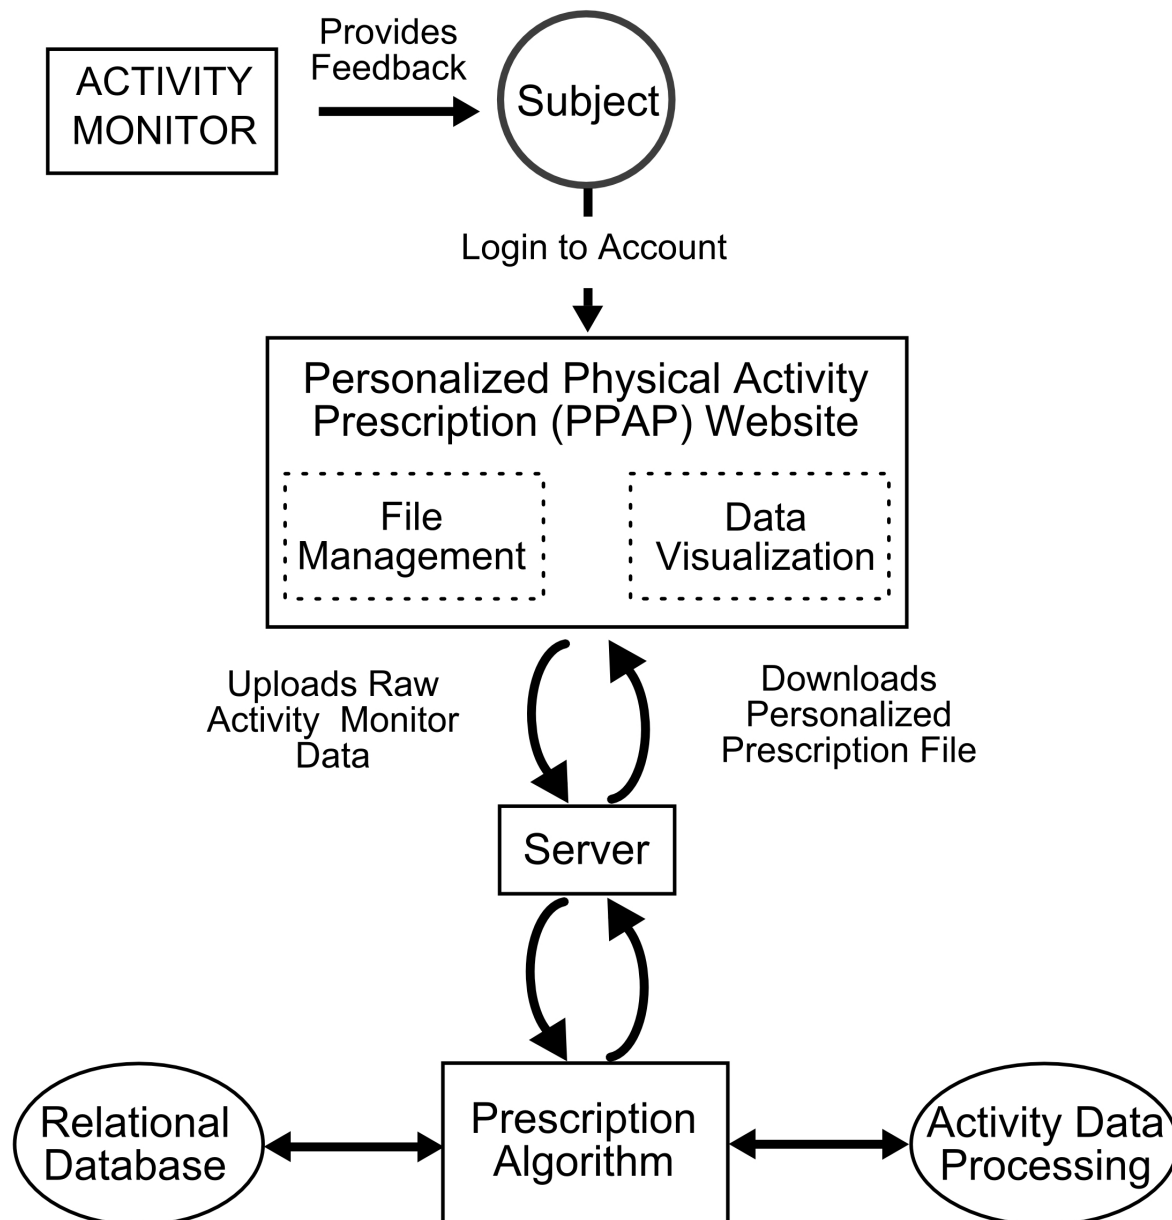 Provides
Feedback
ACTIVITY
MONITOR
Subject
Login to Account
Personalized Physical Activity
Prescription (PPAP) Website
File
Management
Data
Visualization
Uploads Raw
Activity Monitor
Data
Downloads
Personalized
Prescription File
Server
Relational
Database
Prescription
Algorithm
Activity Data
Processing